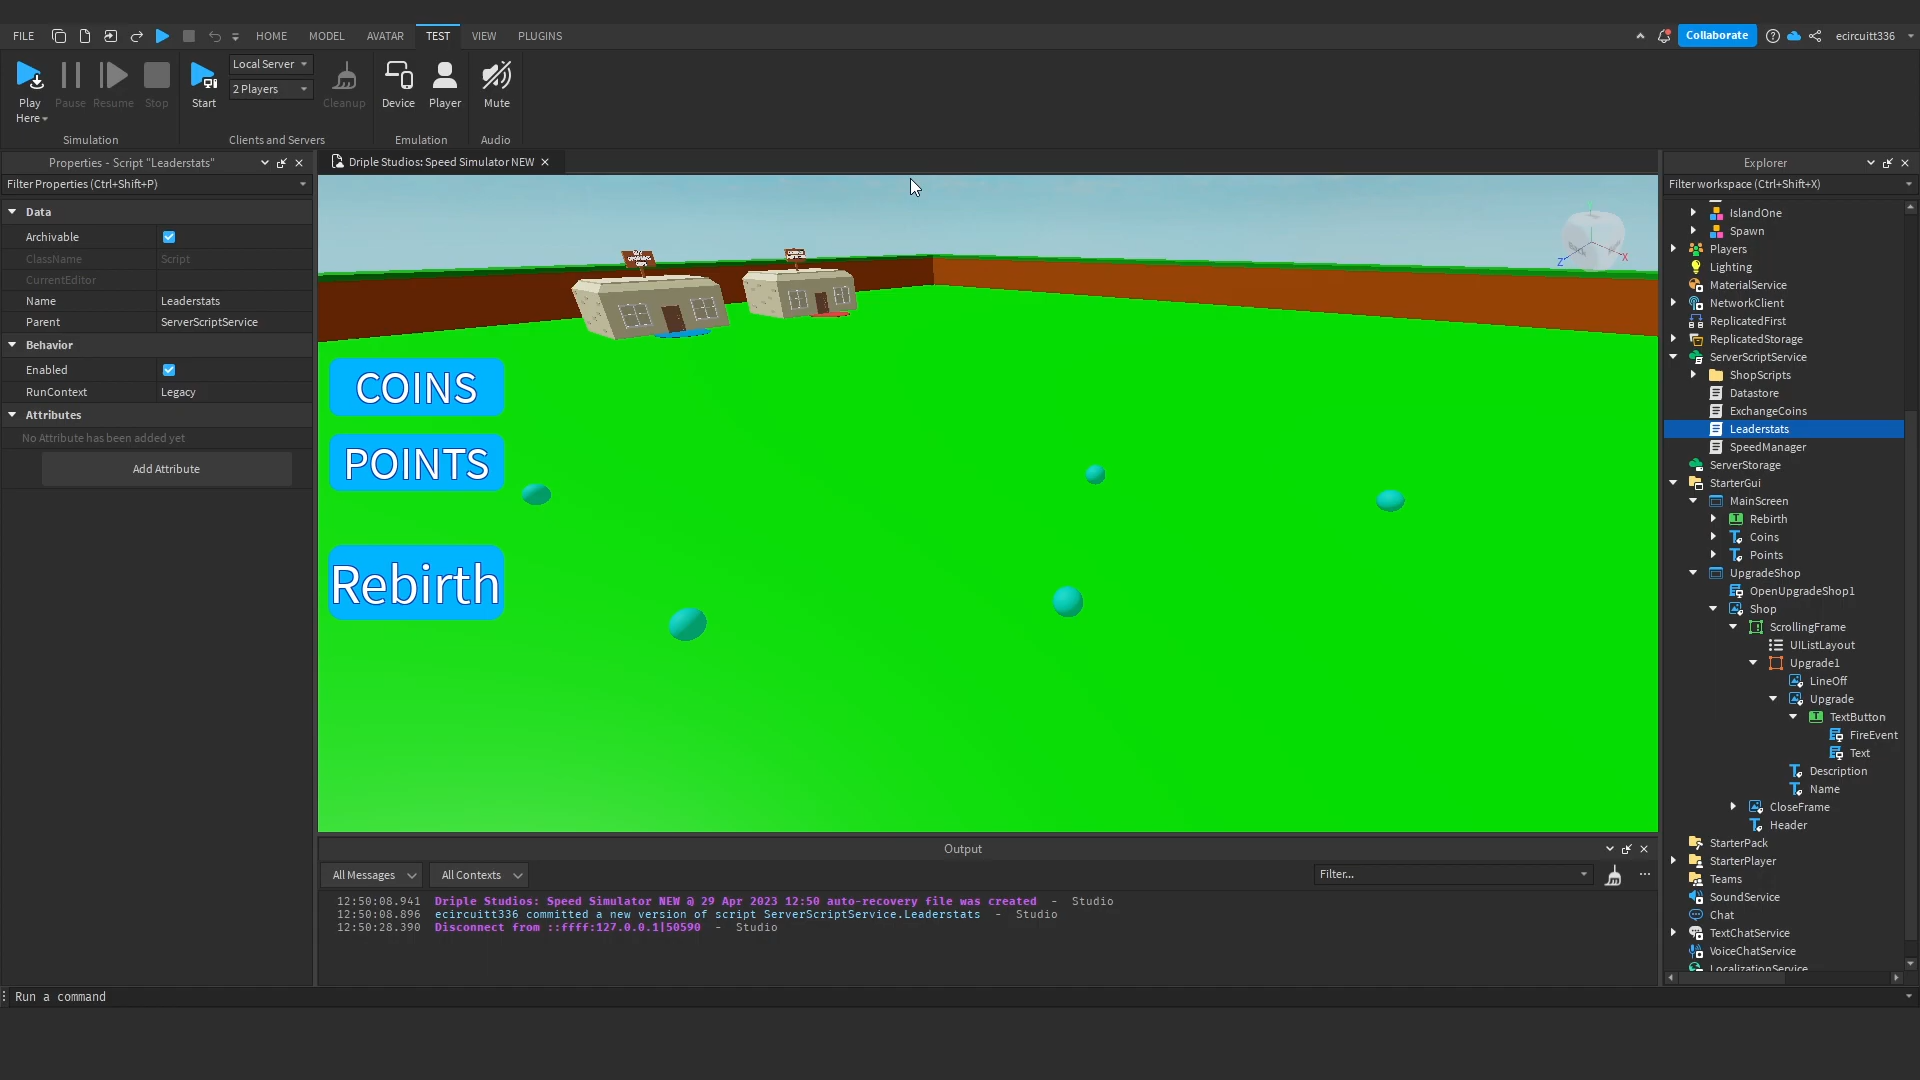 FILE HOME MODEL AVATAR TEST VIEW PLUGINS Collaborate ecircuitt336
Play Here Pause Resume Stop Start Local Server 2 Players Cleanup Device Player Mute
Simulation Clients and Servers Emulation Audio
Properties - Script "Leaderstats"
Filter Properties (Ctrl+Shift+P)
Data
Archivable
ClassName Script
CurrentEditor
Name Leaderstats
Parent ServerScriptService
Behavior
Enabled
RunContext Legacy
Attributes
No Attribute has been added yet
Add Attribute
Driple Studios: Speed Simulator NEW
COINS
POINTS
Rebirth
Output
All Messages All Contexts Filter...
12:50:08.941 Driple Studios: Speed Simulator NEW @ 29 Apr 2023 12:50 auto-recovery file was created - Studio
12:50:08.896 ecircuitt336 committed a new version of script ServerScriptService.Leaderstats - Studio
12:50:28.390 Disconnect from ::ffff:127.0.0.1|50590 - Studio
Explorer
Filter workspace (Ctrl+Shift+X)
IslandOne
Spawn
Players
Lighting
MaterialService
NetworkClient
ReplicatedFirst
ReplicatedStorage
ServerScriptService
ShopScripts
Datastore
ExchangeCoins
Leaderstats
SpeedManager
ServerStorage
StarterGui
MainScreen
Rebirth
Coins
Points
UpgradeShop
OpenUpgradeShop1
Shop
ScrollingFrame
UIListLayout
Upgrade1
LineOff
Upgrade
TextButton
FireEvent
Text
Description
Name
CloseFrame
Header
StarterPack
StarterPlayer
Teams
SoundService
Chat
TextChatService
VoiceChatService
LocalizationService
Run a command